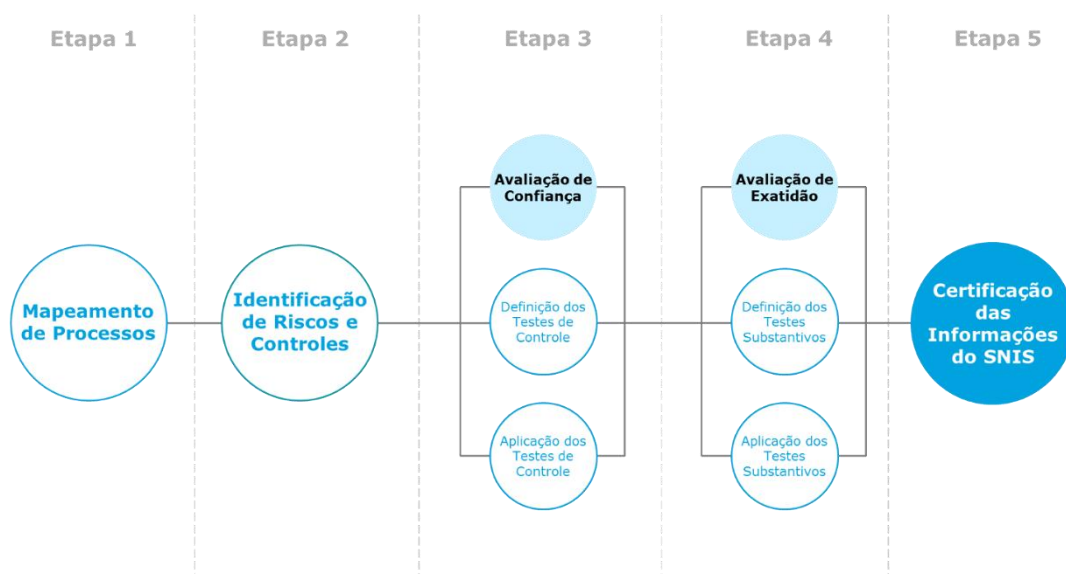 Etapa 1
Etapa 2
Etapa 3
Etapa 4
Etapa 5
Mapeamento
de Processos
Identificação
de Riscos e
Controles
Avaliação de
Confiança
Definição dos
Testes de
Controle
Aplicação dos
Testes de
Controle
Avaliação de
Exatidão
Definição dos
Testes
Substantivos
Aplicação dos
Testes
Substantivos
Certificação
das
Informações
do SNIS